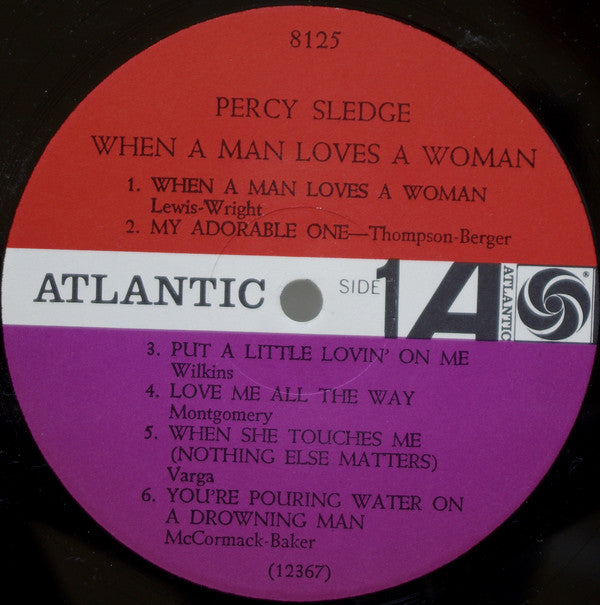 8125
PERCY SLEDGE
WHEN A MAN LOVES A WOMAN
1. WHEN A MAN LOVES A WOMAN
Lewis-Wright
2. MY ADORABLE ONE—Thompson-Berger
ATLANTIC SIDE 1 A ATLANTIC ®
3. PUT A LITTLE LOVIN' ON ME
Wilkins
4. LOVE ME ALL THE WAY
Montgomery
5. WHEN SHE TOUCHES ME
(NOTHING ELSE MATTERS)
Varga
6. YOU'RE POURING WATER ON
A DROWNING MAN
McCormack-Baker
(12367)